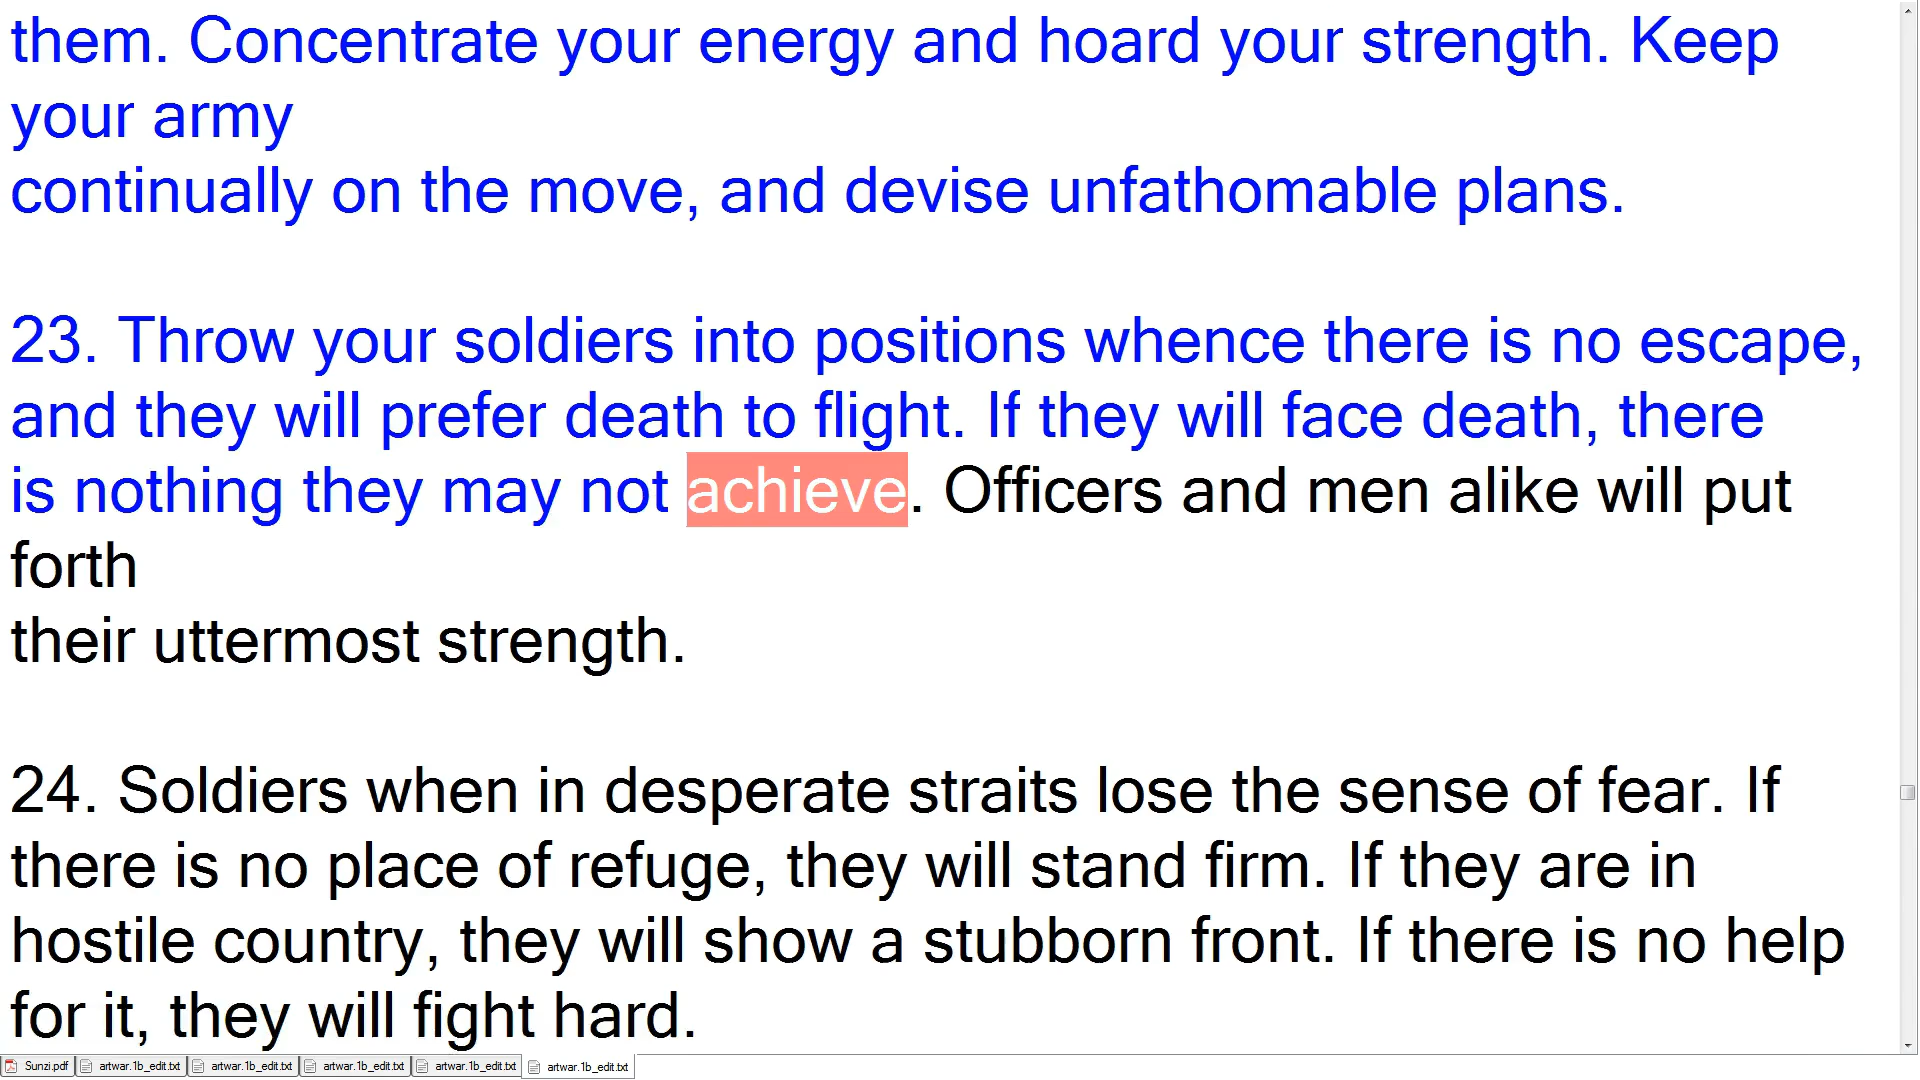 them. Concentrate your energy and hoard your strength. Keep
your army
continually on the move, and devise unfathomable plans.
23. Throw your soldiers into positions whence there is no escape,
and they will prefer death to flight. If they will face death, there
is nothing they may not achieve. Officers and men alike will put
forth
their uttermost strength.
24. Soldiers when in desperate straits lose the sense of fear. If
there is no place of refuge, they will stand firm. If they are in
hostile country, they will show a stubborn front. If there is no help
for it, they will fight hard.
Sunzi.pdf artwar.1b_edit.txt artwar.1b_edit.txt artwar.1b_edit.txt artwar.1b_edit.txt artwar.1b_edit.txt